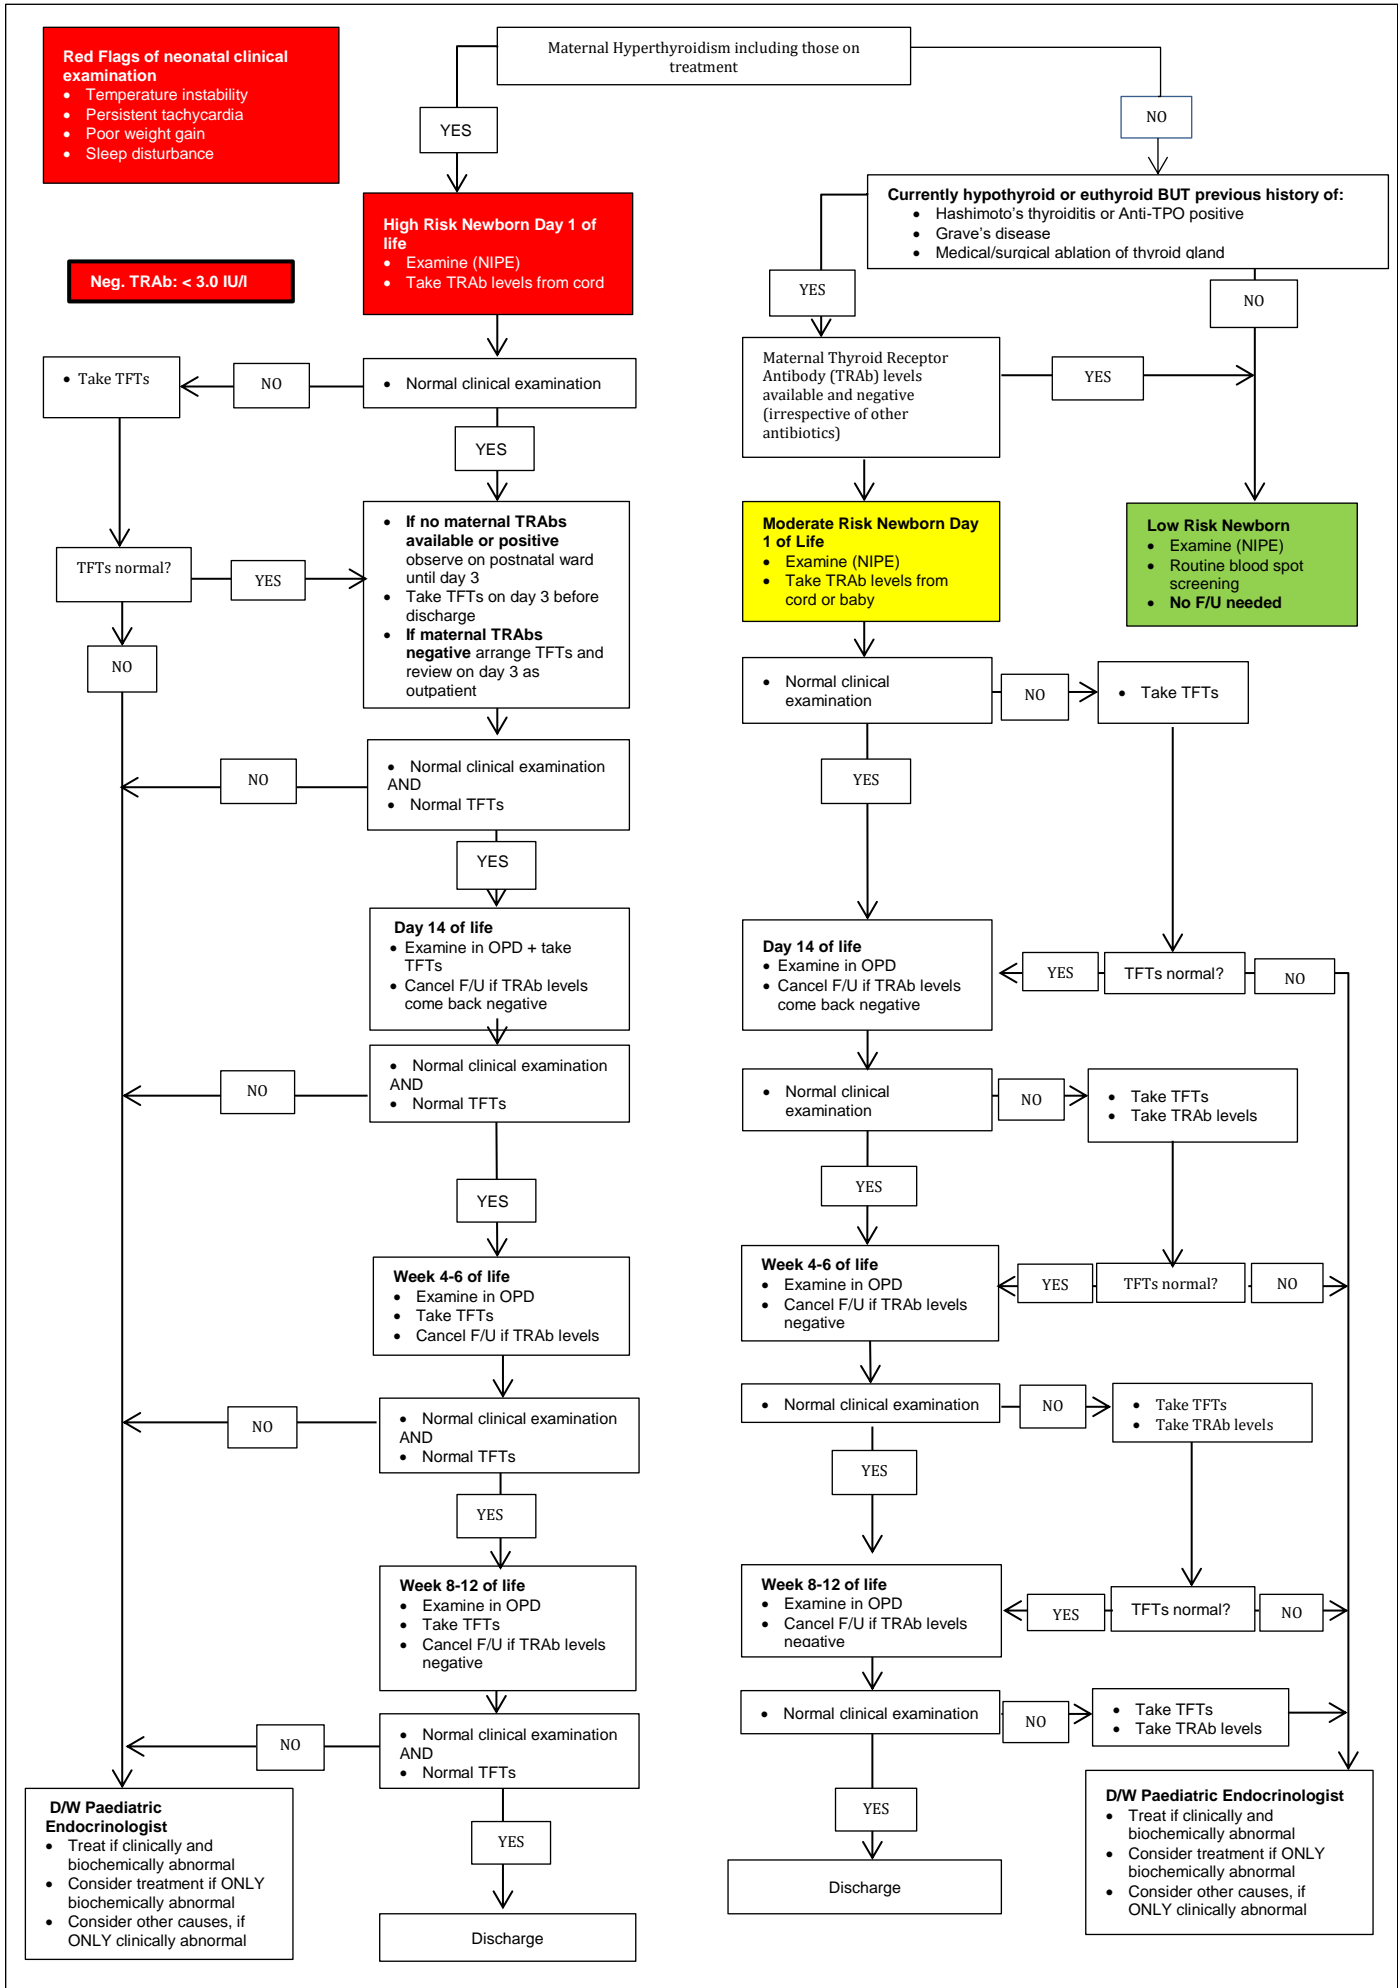 Red Flags of neonatal clinical
examination
• Temperature instability
• Persistent tachycardia
• Poor weight gain
• Sleep disturbance
Maternal Hyperthyroidism including those on
treatment
YES
NO
Neg. TRAb: < 3.0 IU/l
High Risk Newborn Day 1 of
life
• Examine (NIPE)
• Take TRAb levels from cord
Currently hypothyroid or euthyroid BUT previous history of:
• Hashimoto's thyroiditis or Anti-TPO positive
• Grave's disease
• Medical/surgical ablation of thyroid gland
YES
NO
• Take TFTs
NO
• Normal clinical examination
YES
Maternal Thyroid Receptor
Antibody (TRAb) levels
available and negative
(irrespective of other
antibiotics)
YES
TFTs normal?
YES
NO
• If no maternal TRAbs
available or positive
observe on postnatal ward
until day 3
• Take TFTs on day 3 before
discharge
• If maternal TRAbs
negative arrange TFTs and
review on day 3 as
outpatient
Moderate Risk Newborn Day
1 of Life
• Examine (NIPE)
• Take TRAb levels from
cord or baby
Low Risk Newborn
• Examine (NIPE)
• Routine blood spot
screening
• No F/U needed
• Normal clinical
examination
NO
• Take TFTs
YES
NO
• Normal clinical examination
AND
• Normal TFTs
YES
Day 14 of life
• Examine in OPD + take
TFTs
• Cancel F/U if TRAb levels
come back negative
Day 14 of life
• Examine in OPD
• Cancel F/U if TRAb levels
come back negative
YES
TFTs normal?
NO
NO
• Normal clinical examination
AND
• Normal TFTs
YES
• Normal clinical
examination
NO
• Take TFTs
• Take TRAb levels
YES
Week 4-6 of life
• Examine in OPD
• Take TFTs
• Cancel F/U if TRAb levels
Week 4-6 of life
• Examine in OPD
• Cancel F/U if TRAb levels
negative
YES
TFTs normal?
NO
NO
• Normal clinical examination
AND
• Normal TFTs
YES
• Normal clinical examination
NO
• Take TFTs
• Take TRAb levels
YES
Week 8-12 of life
• Examine in OPD
• Take TFTs
• Cancel F/U if TRAb levels
negative
Week 8-12 of life
• Examine in OPD
• Cancel F/U if TRAb levels
negative
YES
TFTs normal?
NO
NO
• Normal clinical examination
AND
• Normal TFTs
YES
• Normal clinical examination
NO
• Take TFTs
• Take TRAb levels
YES
D/W Paediatric
Endocrinologist
• Treat if clinically and
biochemically abnormal
• Consider treatment if ONLY
biochemically abnormal
• Consider other causes, if
ONLY clinically abnormal
Discharge
Discharge
D/W Paediatric Endocrinologist
• Treat if clinically and
biochemically abnormal
• Consider treatment if ONLY
biochemically abnormal
• Consider other causes, if
ONLY clinically abnormal